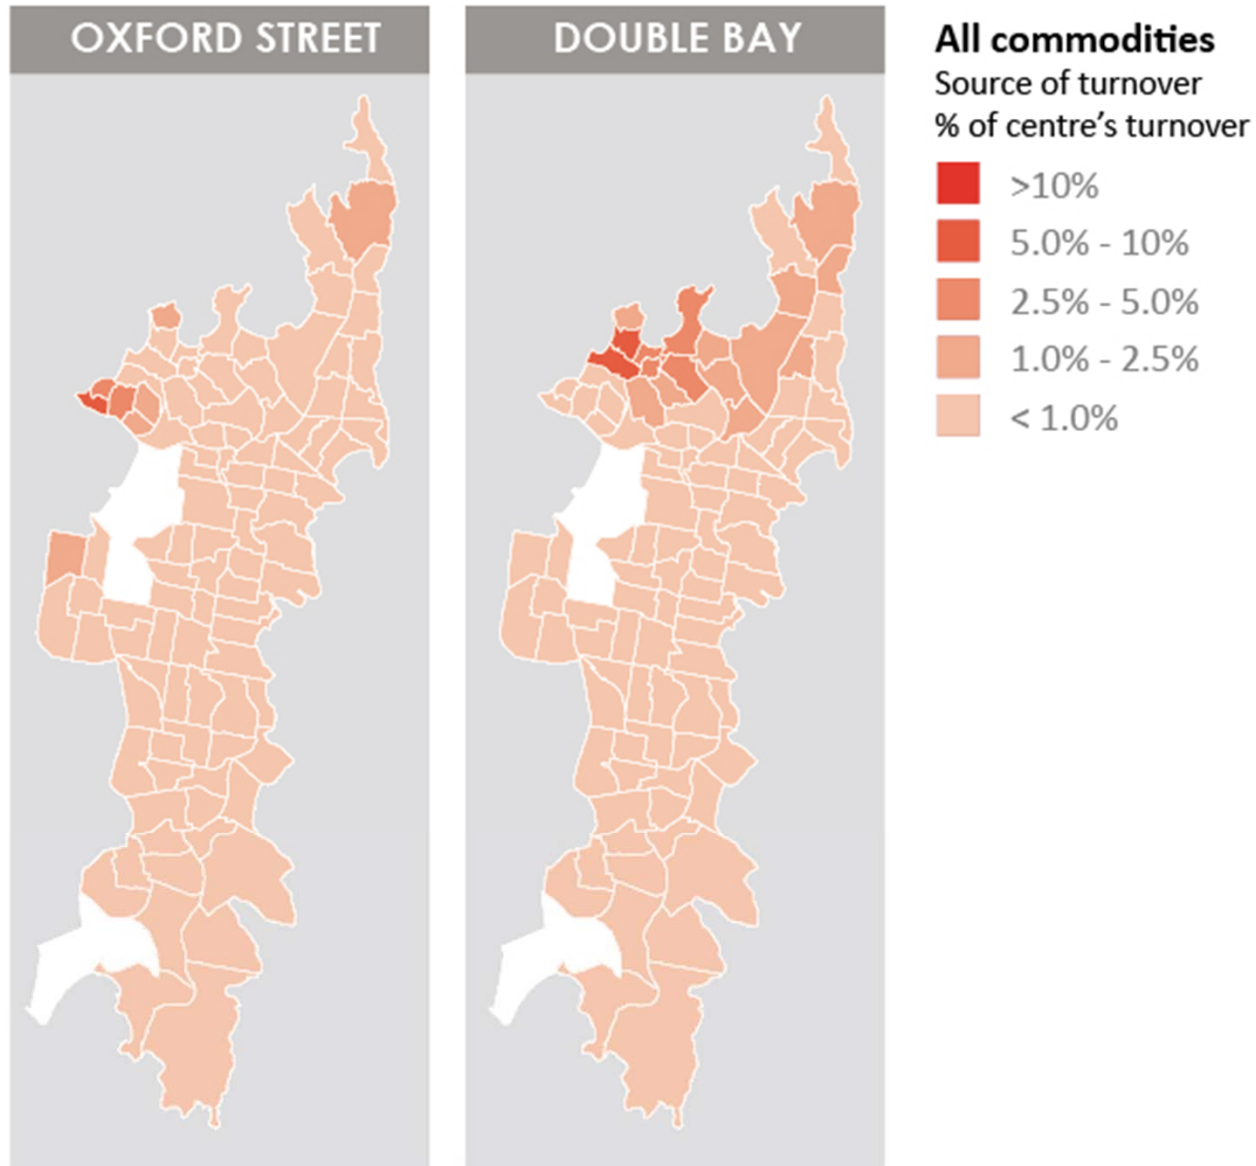 OXFORD STREET
DOUBLE BAY
All commodities
Source of turnover
% of centre's turnover
>10%
5.0% - 10%
2.5% - 5.0%
1.0% - 2.5%
< 1.0%